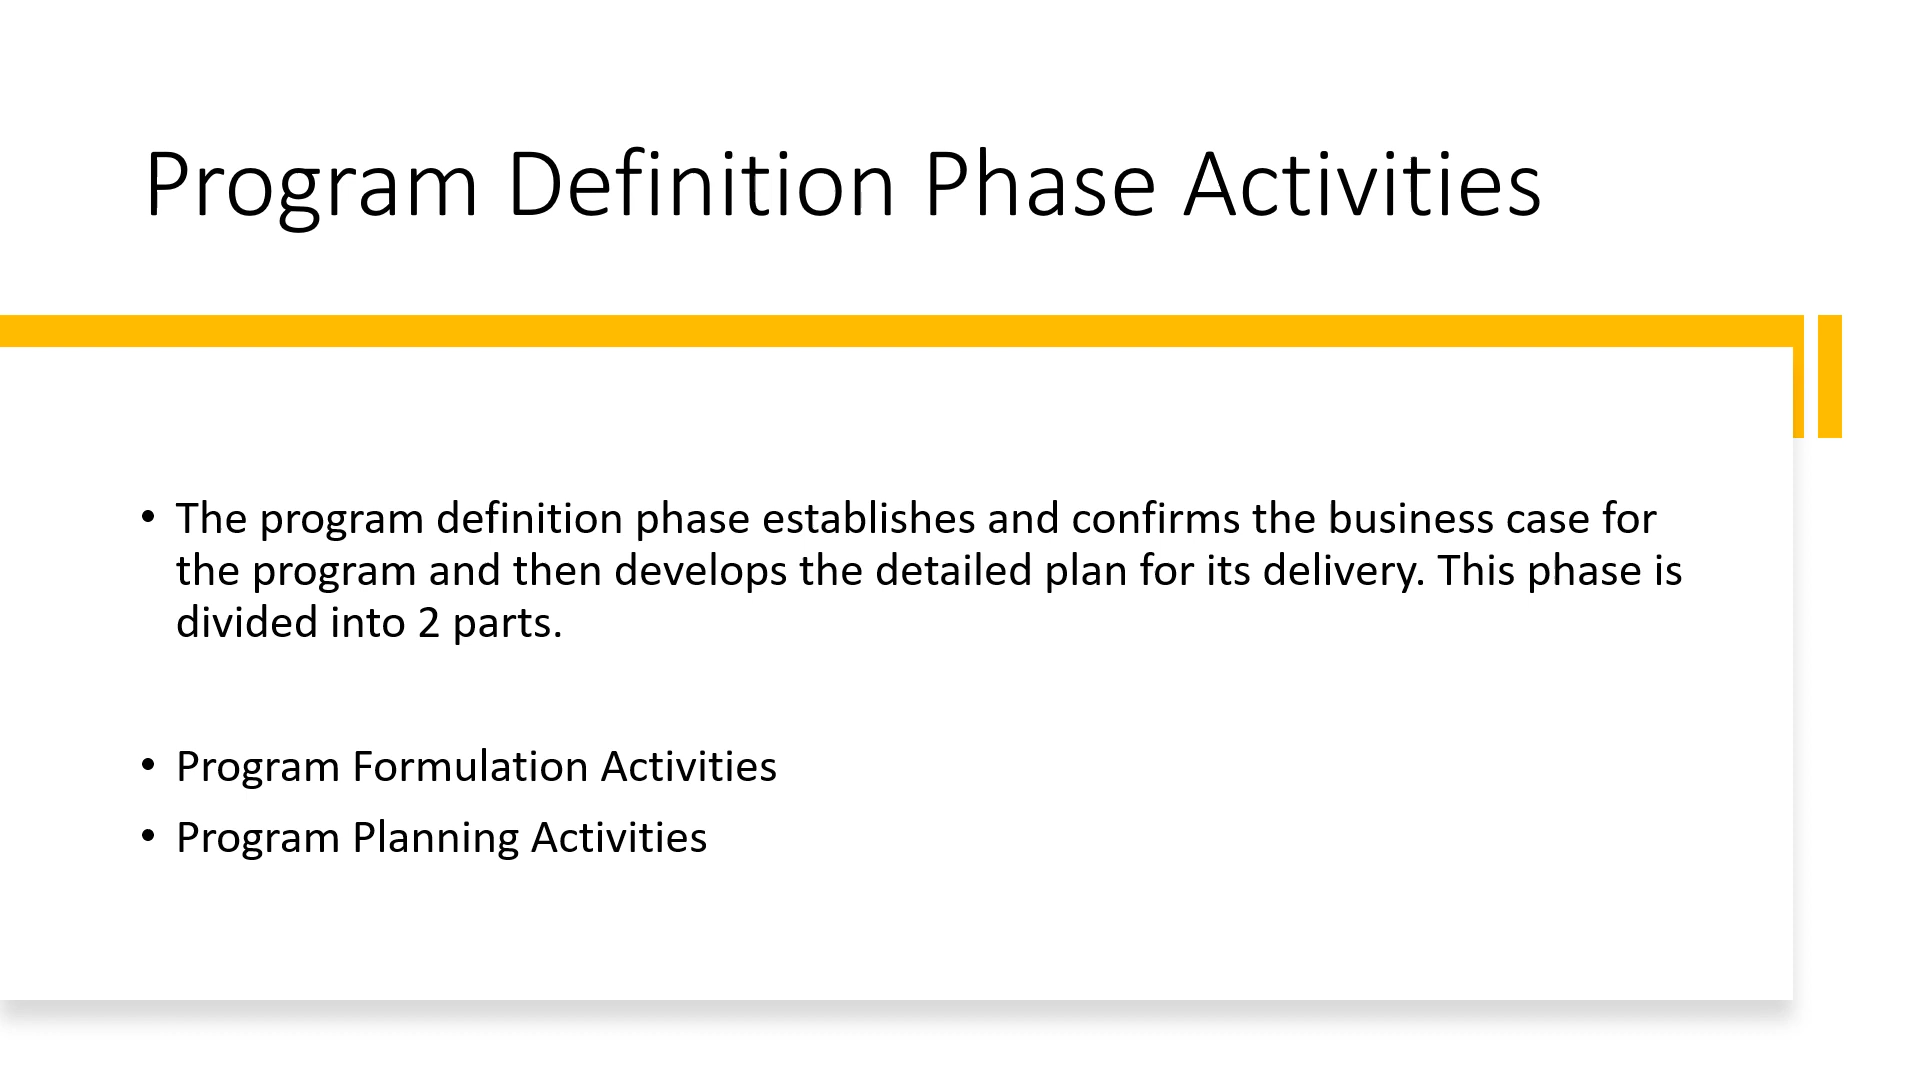 Program Definition Phase Activities
• The program definition phase establishes and confirms the business case for
the program and then develops the detailed plan for its delivery. This phase is
divided into 2 parts.
• Program Formulation Activities
• Program Planning Activities